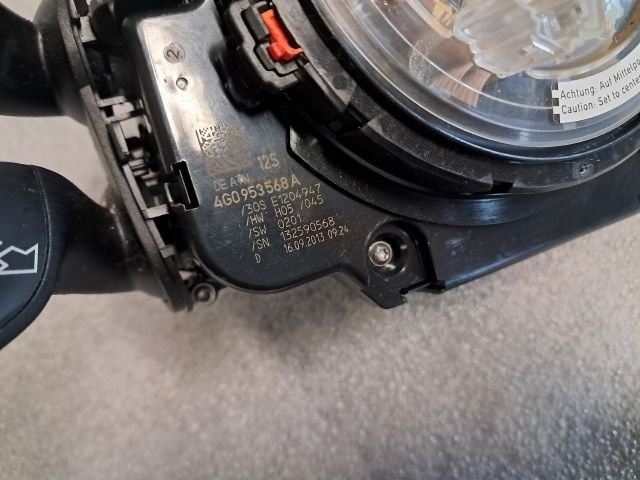 Achtung: Auf Mittelpo
Caution: Set to cente
2
12S
DE
4G0953568A
/30S E1204947
/HW H05 /045
/SW 0201
/SN 132590568
D 16.09.2013 09:24